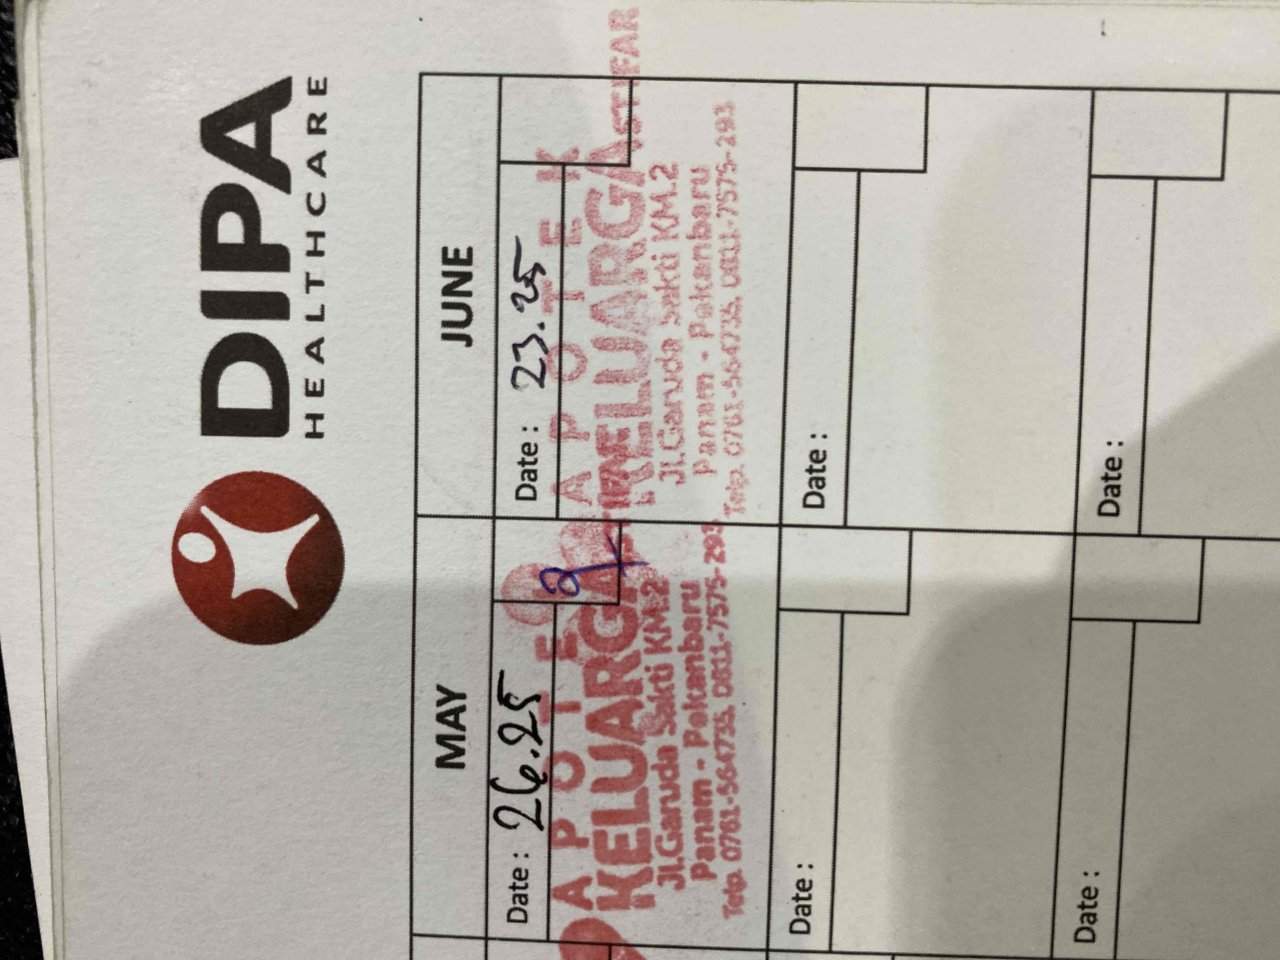 DIPA
HEALTHCARE
MAY
JUNE
Date : 26.25
APOTEK
KELUARGA
Jl.Garuda Sakti KM.2
Panam - Pekanbaru
Telp. 0761-564735, 0811-7575-293
Date : 23.25
APOTEK
KELUARGA
Jl.Garuda Sakti KM.2
Panam - Pekanbaru
Telp. 0761-564735, 0811-7575-293
Date :
Date :
Date :
Date :